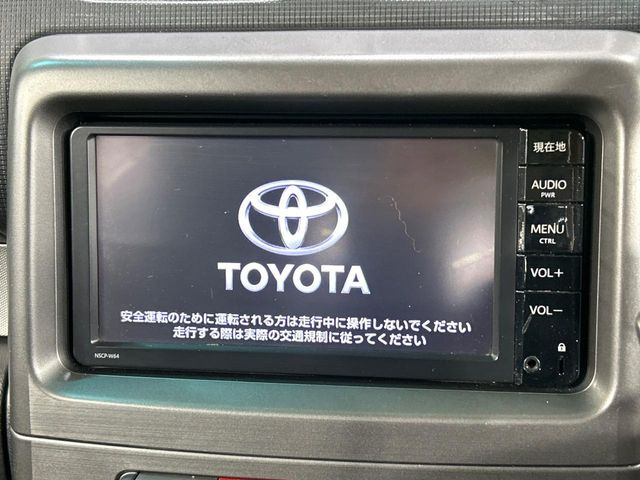 TOYOTA
安全運転のために運転される方は走行中に操作しないでください
走行する際は実際の交通規制に従ってください
NSCP-W64
現在地
AUDIO
PWR
MENU
CTRL
VOL+
VOL−